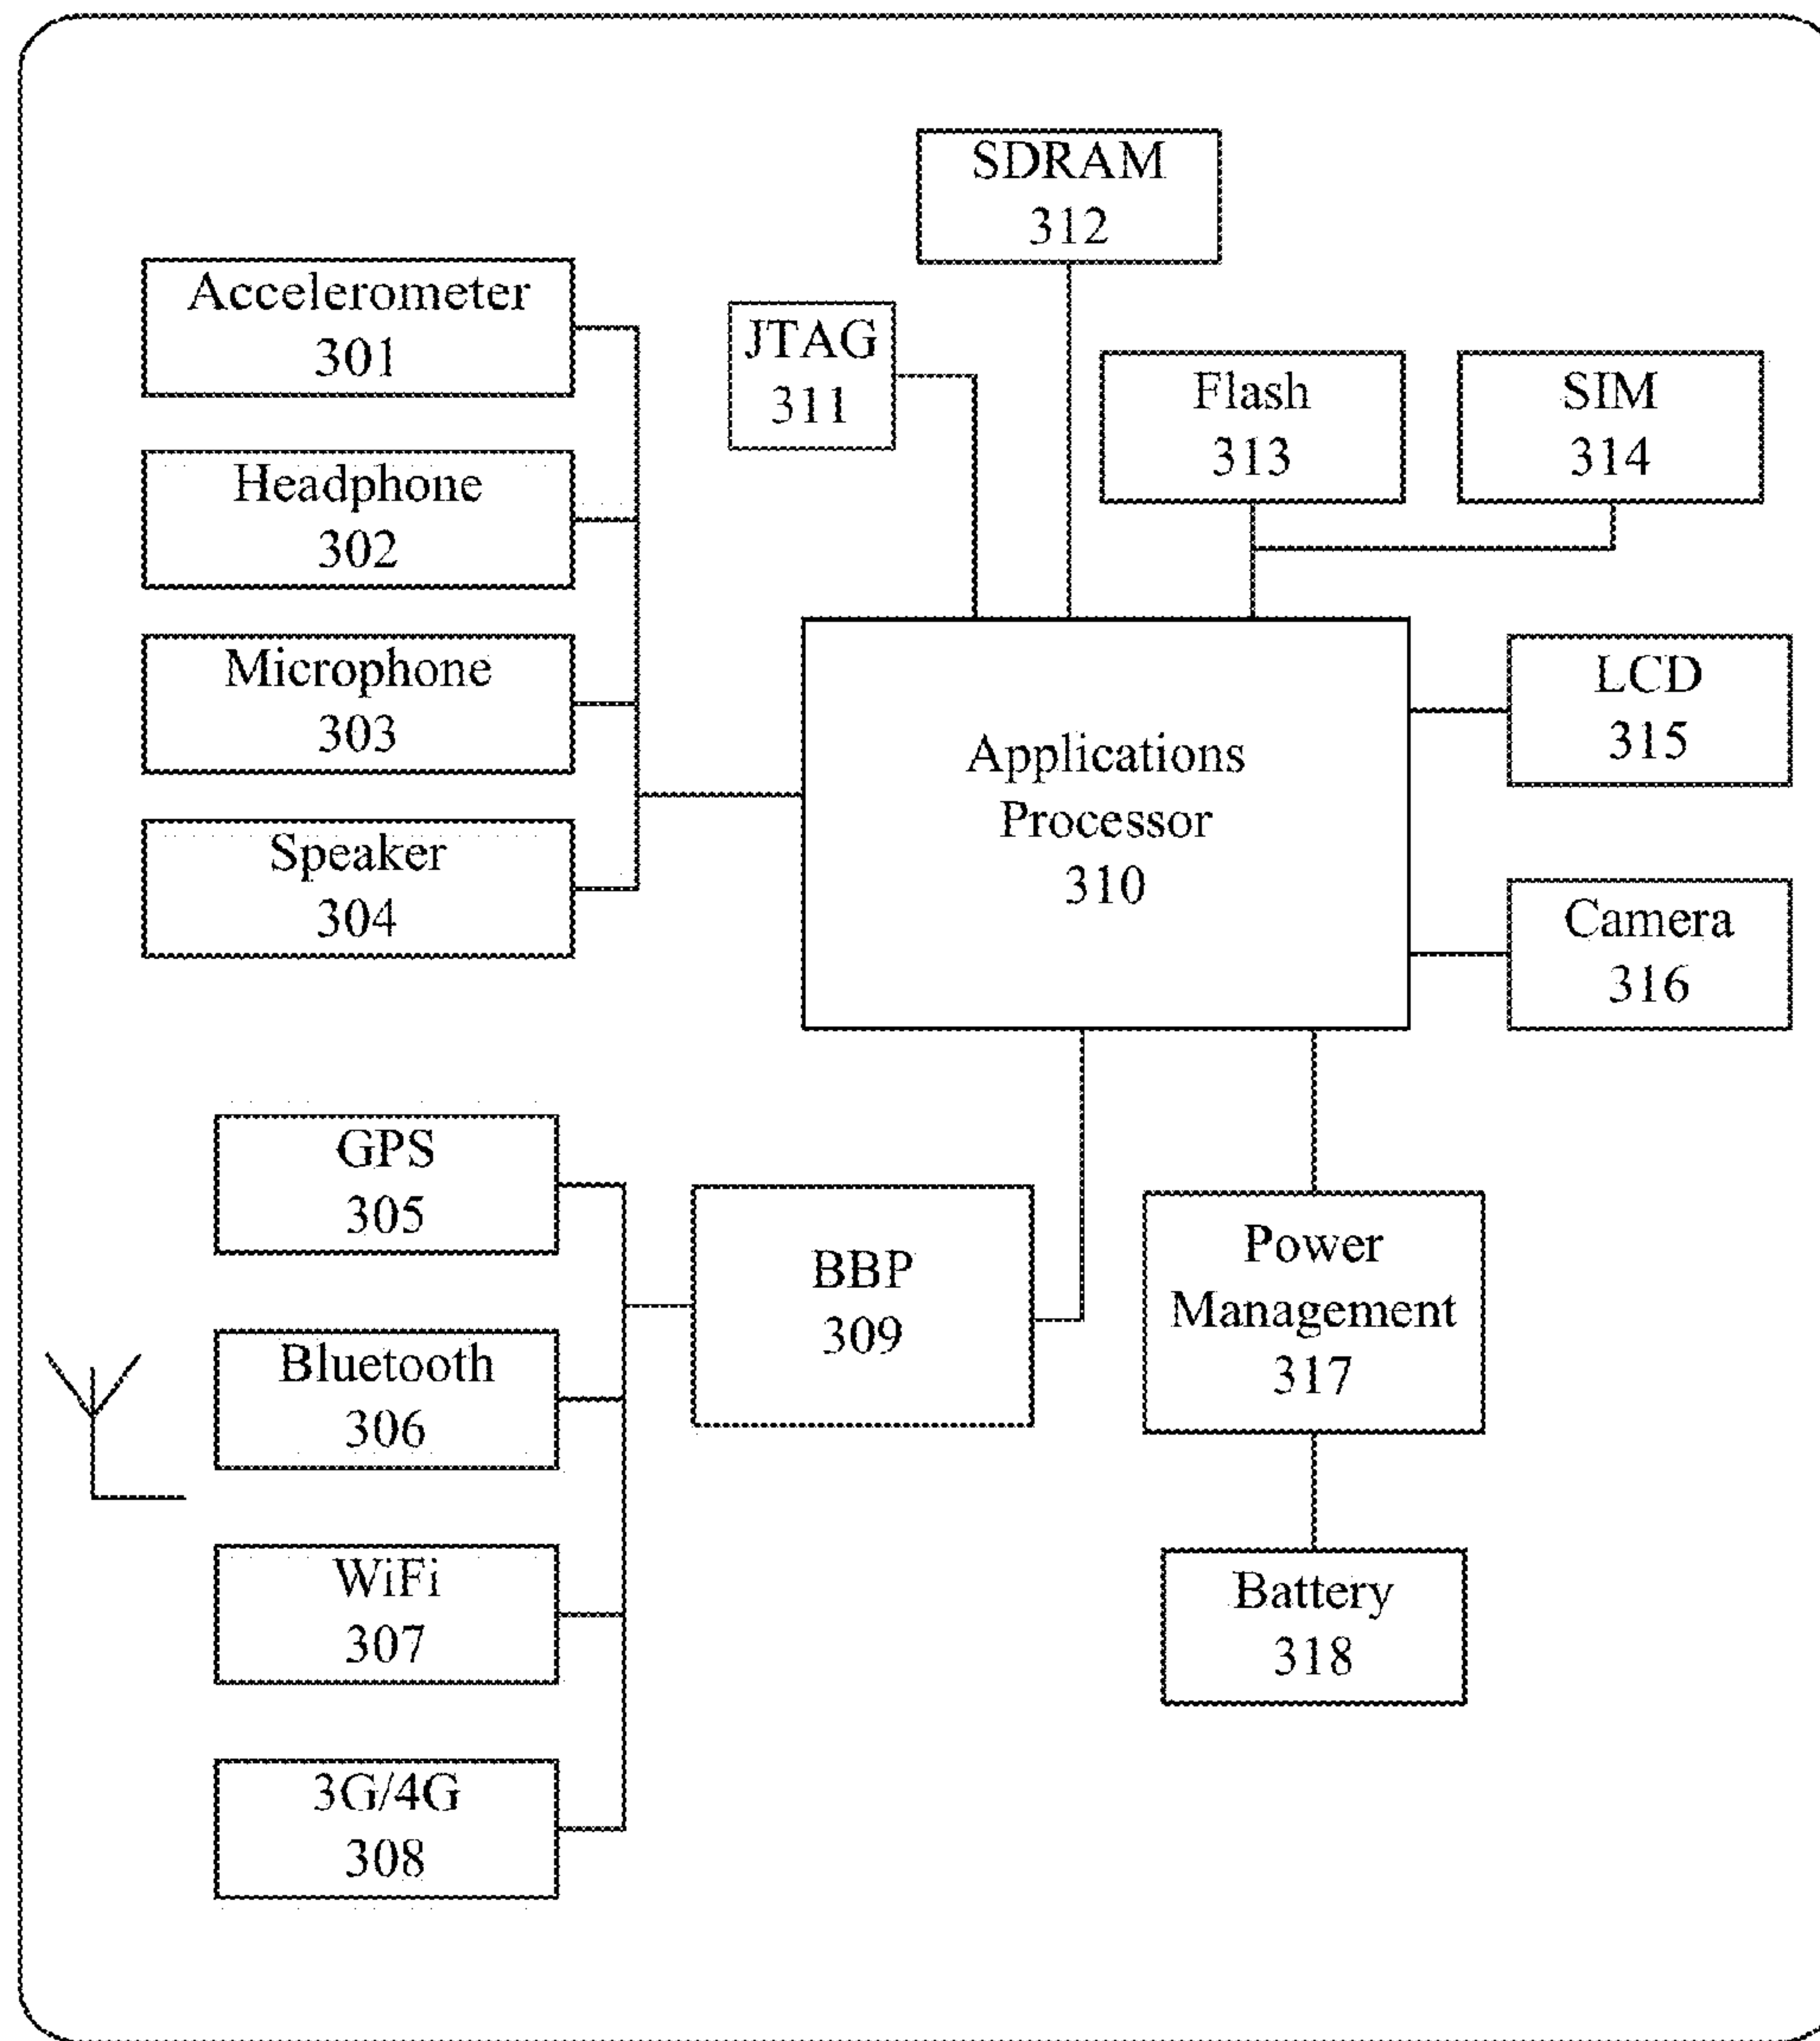 SDRAM
312
Accelerometer
301
JTAG
311
Flash
313
SIM
314
Headphone
302
Microphone
303
LCD
315
Applications
Processor
310
Speaker
304
Camera
316
GPS
305
BBP
309
Power
Management
317
Bluetooth
306
WiFi
307
Battery
318
3G/4G
308